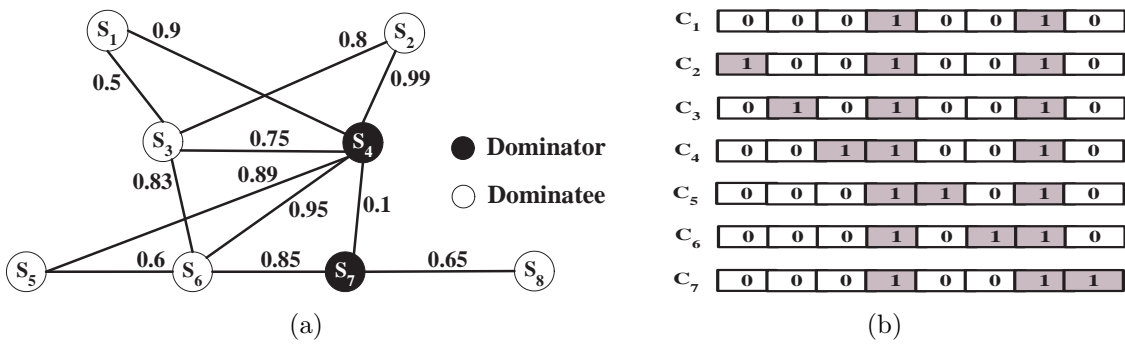 S1 0.9 0.8 S2
0.5 0.99
S3 0.75 S4
Dominator
0.83 0.89
0.95 0.1
Dominatee
S5 0.6 S6 0.85 S7 0.65 S8
(a)
C1 0 0 0 1 0 0 1 0
C2 1 0 0 1 0 0 1 0
C3 0 1 0 1 0 0 1 0
C4 0 0 1 1 0 0 1 0
C5 0 0 0 1 1 0 1 0
C6 0 0 0 1 0 1 1 0
C7 0 0 0 1 0 0 1 1
(b)